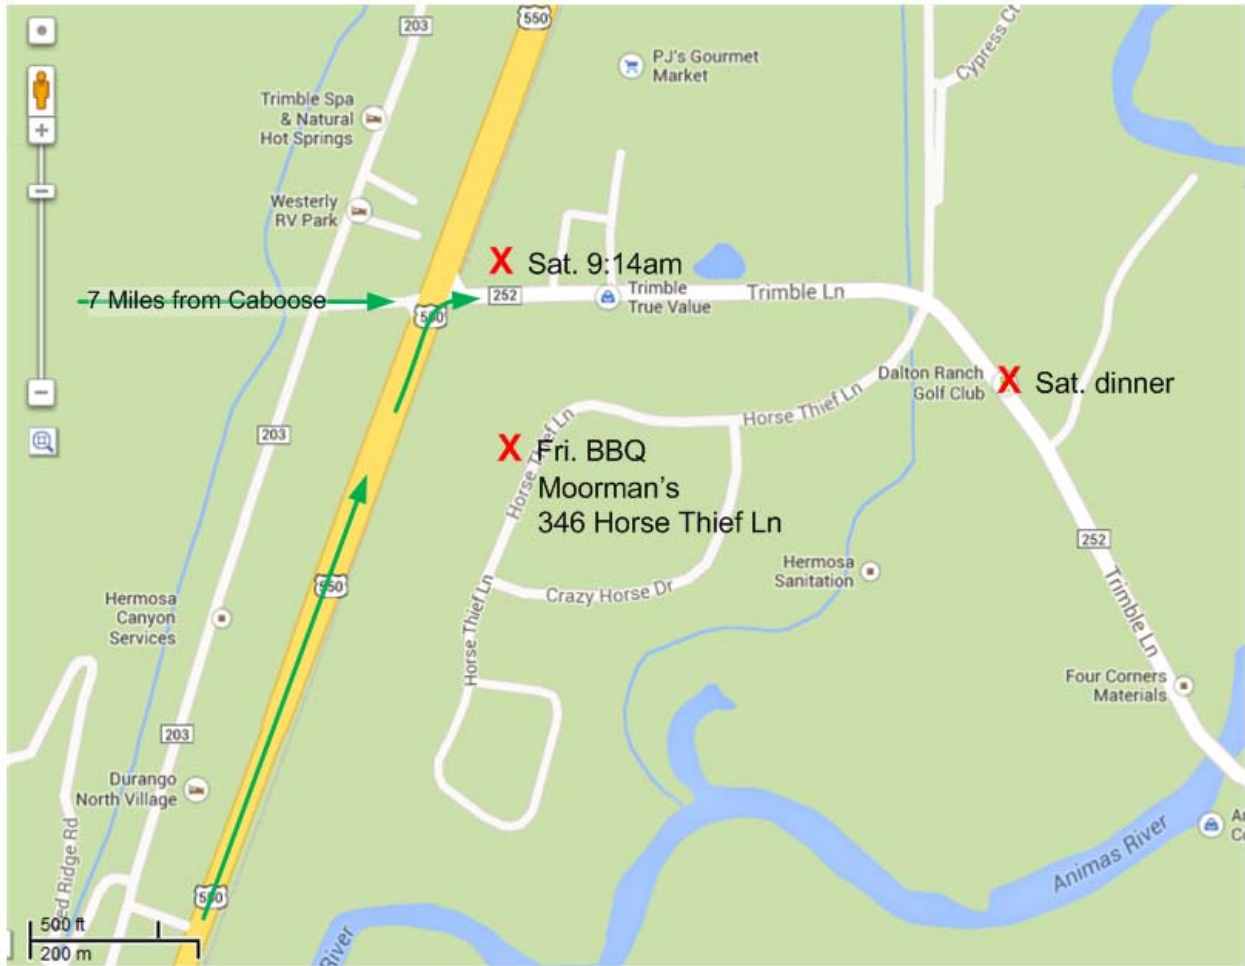 550
203
PJ's Gourmet
Market
Cypress Ct
Trimble Spa
& Natural
Hot Springs
Westerly
RV Park
X Sat. 9:14am
7 Miles from Caboose
252
Trimble
True Value
Trimble Ln
550
Dalton Ranch
Golf Club
X Sat. dinner
Horse Thief Ln
Horse Thief Ln
203
X Fri. BBQ
Moorman's
346 Horse Thief Ln
252
Hermosa
Sanitation
550
Crazy Horse Dr
Trimble Ln
Hermosa
Canyon
Services
Horse Thief Ln
Four Corners
Materials
203
Durango
North Village
Animas River
550
500 ft
200 m
River